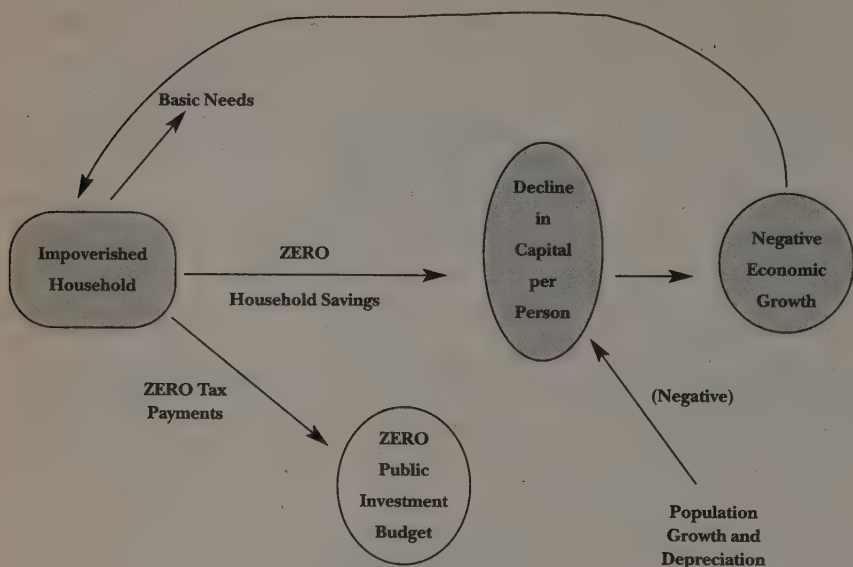 Basic Needs
Impoverished
Household
ZERO
Household Savings
Decline
in
Capital
per
Person
Negative
Economic
Growth
ZERO Tax
Payments
ZERO
Public
Investment
Budget
(Negative)
Population
Growth and
Depreciation